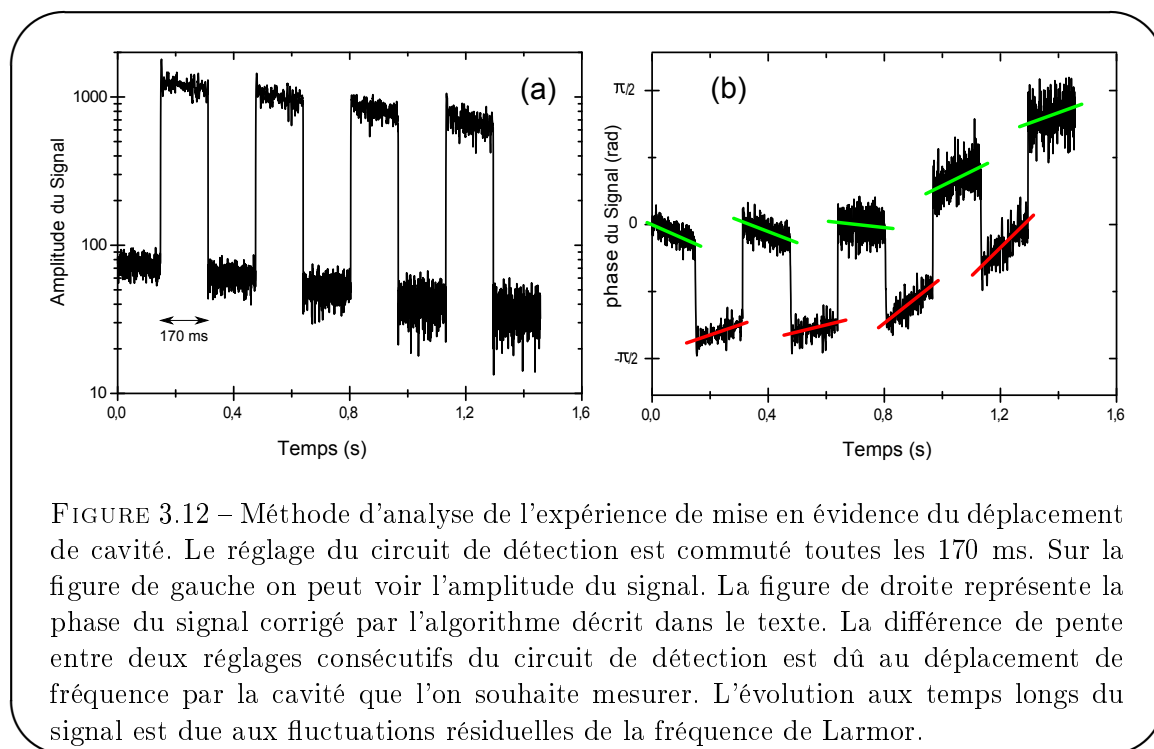 (a)
Amplitude du Signal
1000
100
10
170 ms
0,0 0,4 0,8 1,2 1,6
Temps (s)
(b)
phase du Signal (rad)
π/2
0
-π/2
0,0 0,4 0,8 1,2 1,6
Temps (s)
FIGURE 3.12 – Méthode d'analyse de l'expérience de mise en évidence du déplacement
de cavité. Le réglage du circuit de détection est commuté toutes les 170 ms. Sur la
figure de gauche on peut voir l'amplitude du signal. La figure de droite représente la
phase du signal corrigé par l'algorithme décrit dans le texte. La différence de pente
entre deux réglages consécutifs du circuit de détection est dû au déplacement de
fréquence par la cavité que l'on souhaite mesurer. L'évolution aux temps longs du
signal est due aux fluctuations résiduelles de la fréquence de Larmor.